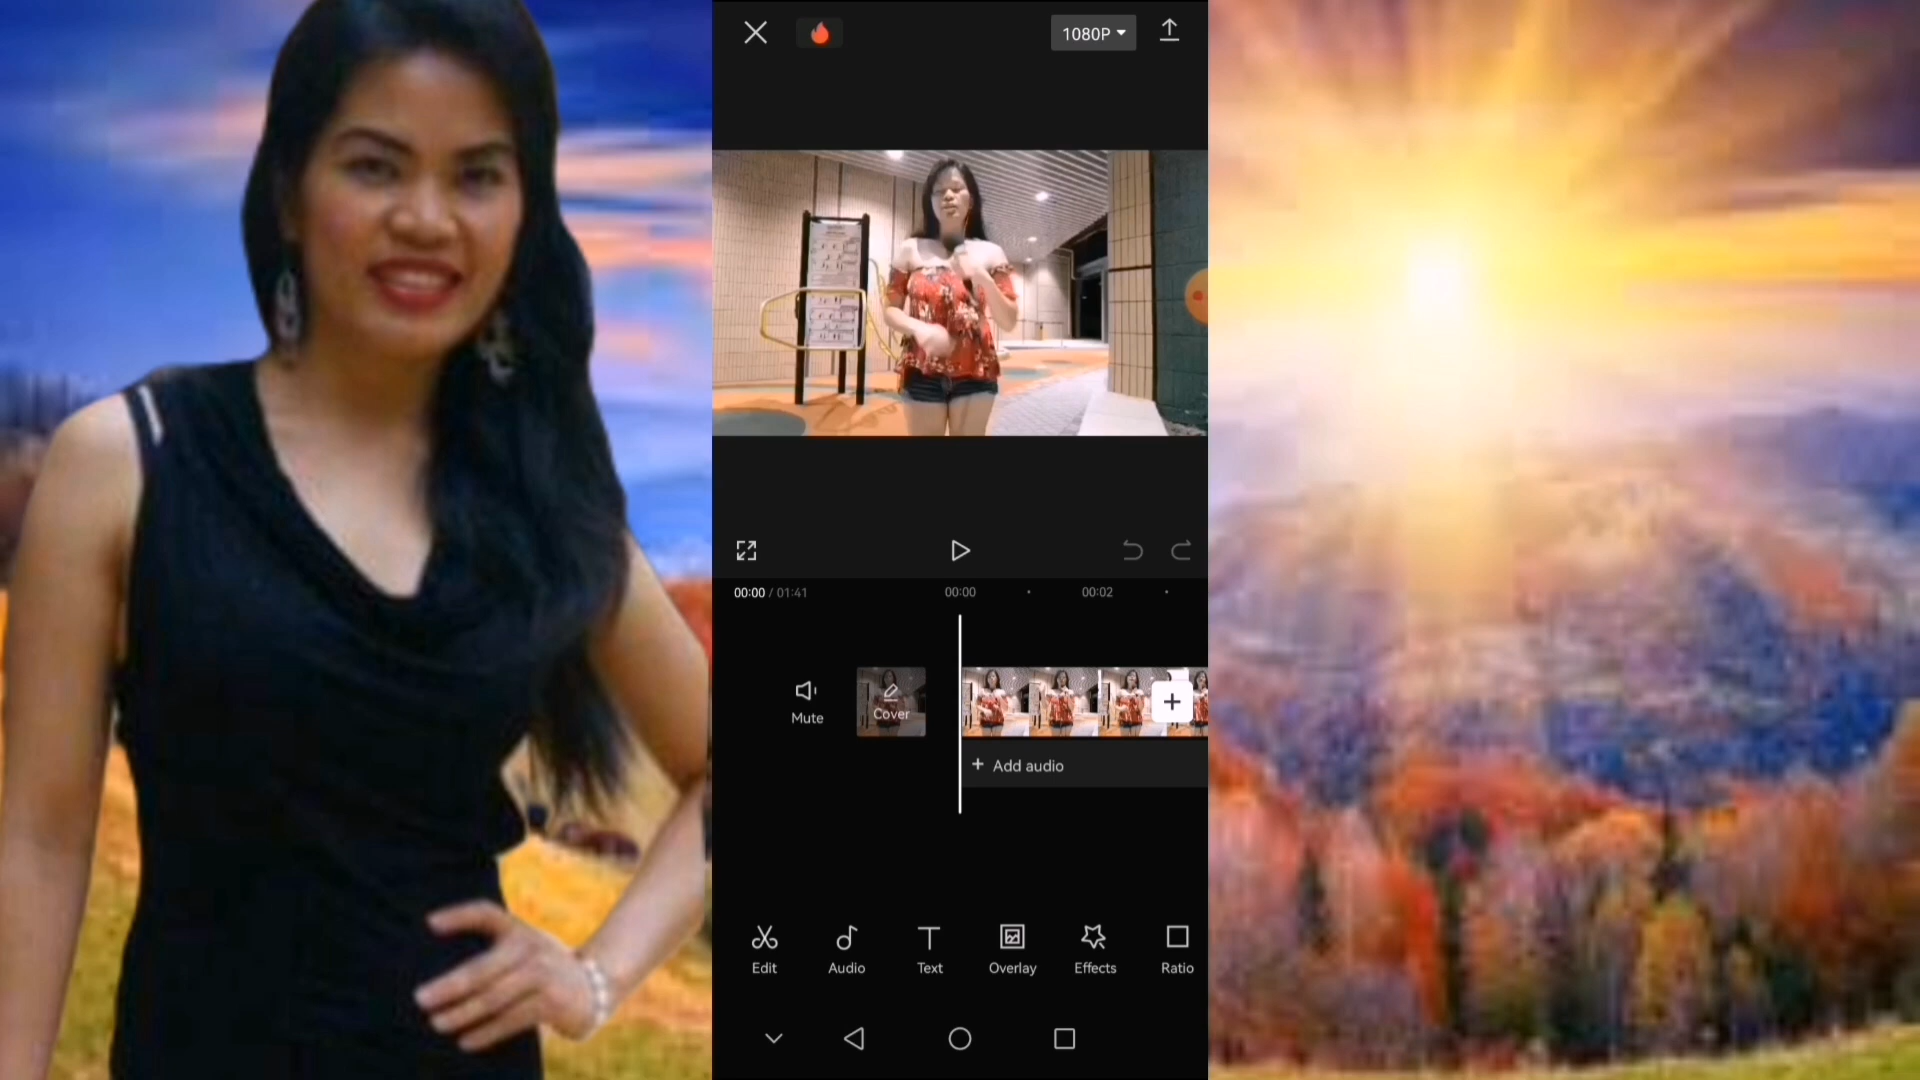 1080P
00:00 / 01:41
00:00
00:02
Mute
Cover
+ Add audio
Edit
Audio
Text
Overlay
Effects
Ratio